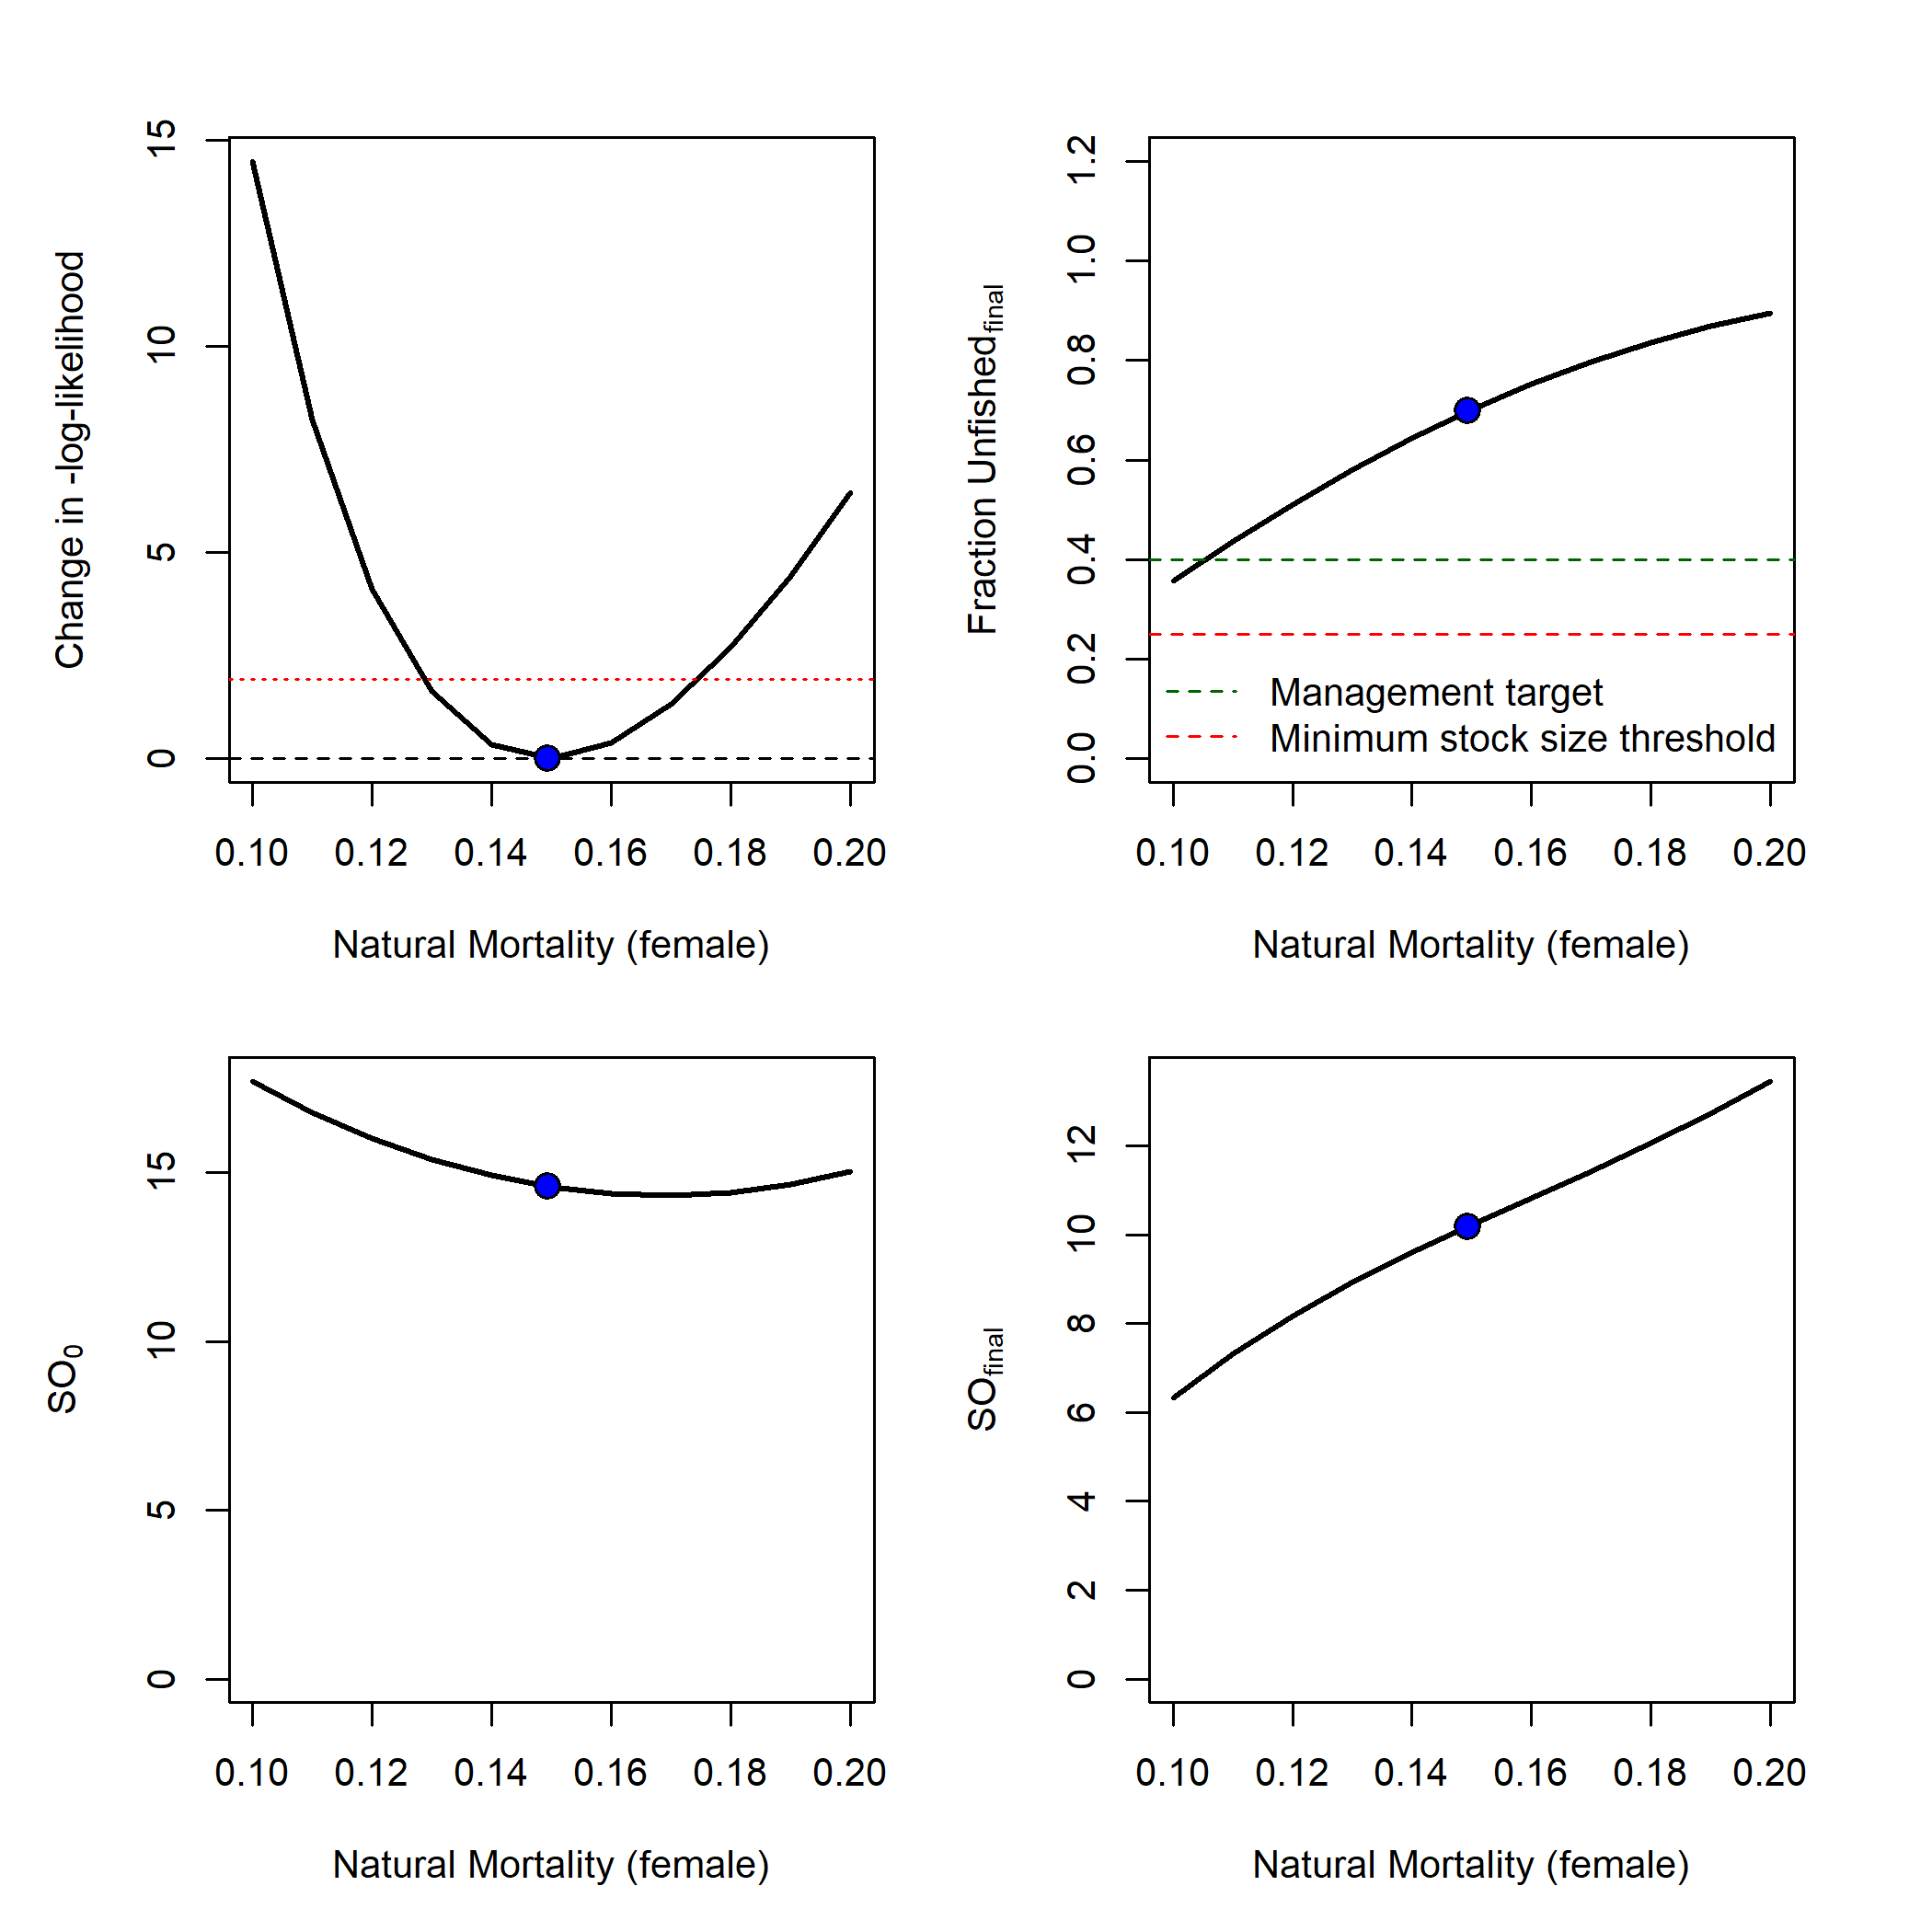 Change in -log-likelihood
15
10
5
0
0.10 0.12 0.14 0.16 0.18 0.20
Natural Mortality (female)
Fraction Unfishedfinal
1.2
1.0
0.8
0.6
0.4
0.2
0.0
Management target
Minimum stock size threshold
0.10 0.12 0.14 0.16 0.18 0.20
Natural Mortality (female)
SO0
15
10
5
0
0.10 0.12 0.14 0.16 0.18 0.20
Natural Mortality (female)
SOfinal
12
10
8
6
4
2
0
0.10 0.12 0.14 0.16 0.18 0.20
Natural Mortality (female)